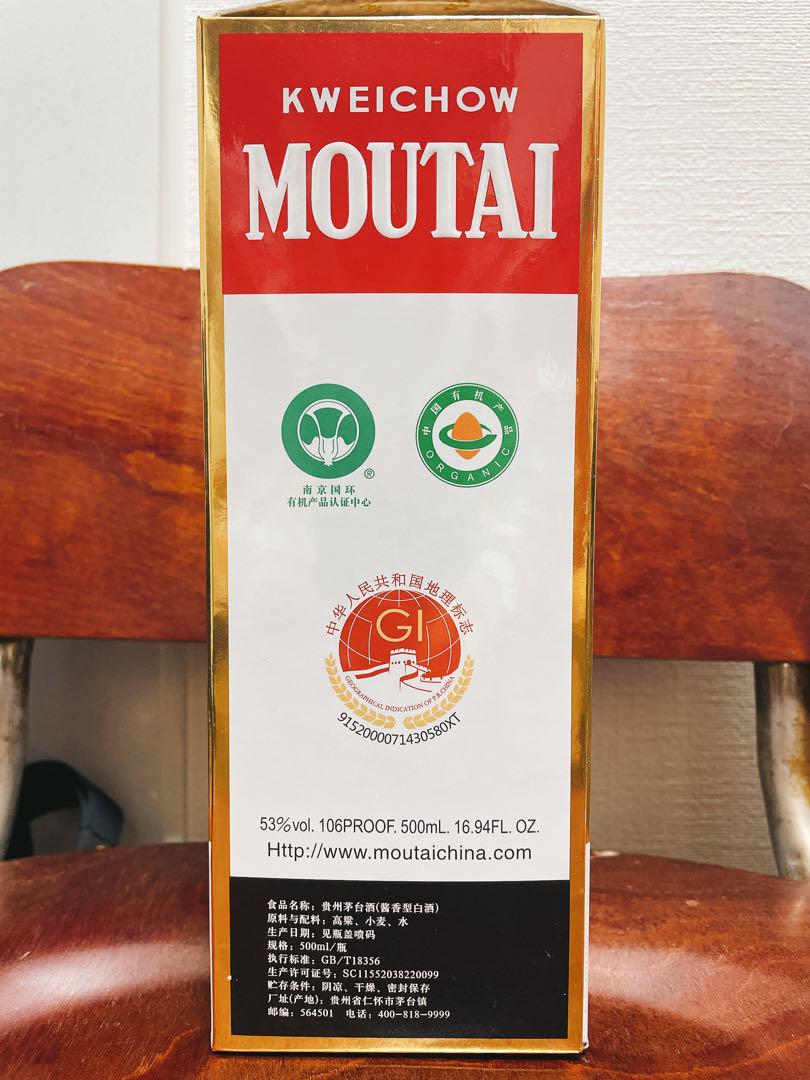 KWEICHOW
MOUTAI
®
南京国环
有机产品认证中心
中国有机产品
ORGANIC
中华人民共和国地理标志
GI
GEOGRAPHICAL INDICATION OF P.R.CHINA
9152000071430580XT
53%vol. 106PROOF. 500mL. 16.94FL. OZ.
Http://www.moutaichina.com
食品名称：贵州茅台酒(酱香型白酒)
原料与配料：高粱、小麦、水
生产日期：见瓶盖喷码
规格：500ml/瓶
执行标准：GB/T18356
生产许可证号：SC11552038220099
贮存条件：阴凉、干燥、密封保存
厂址(产地)：贵州省仁怀市茅台镇
邮编：564501 电话：400-818-9999